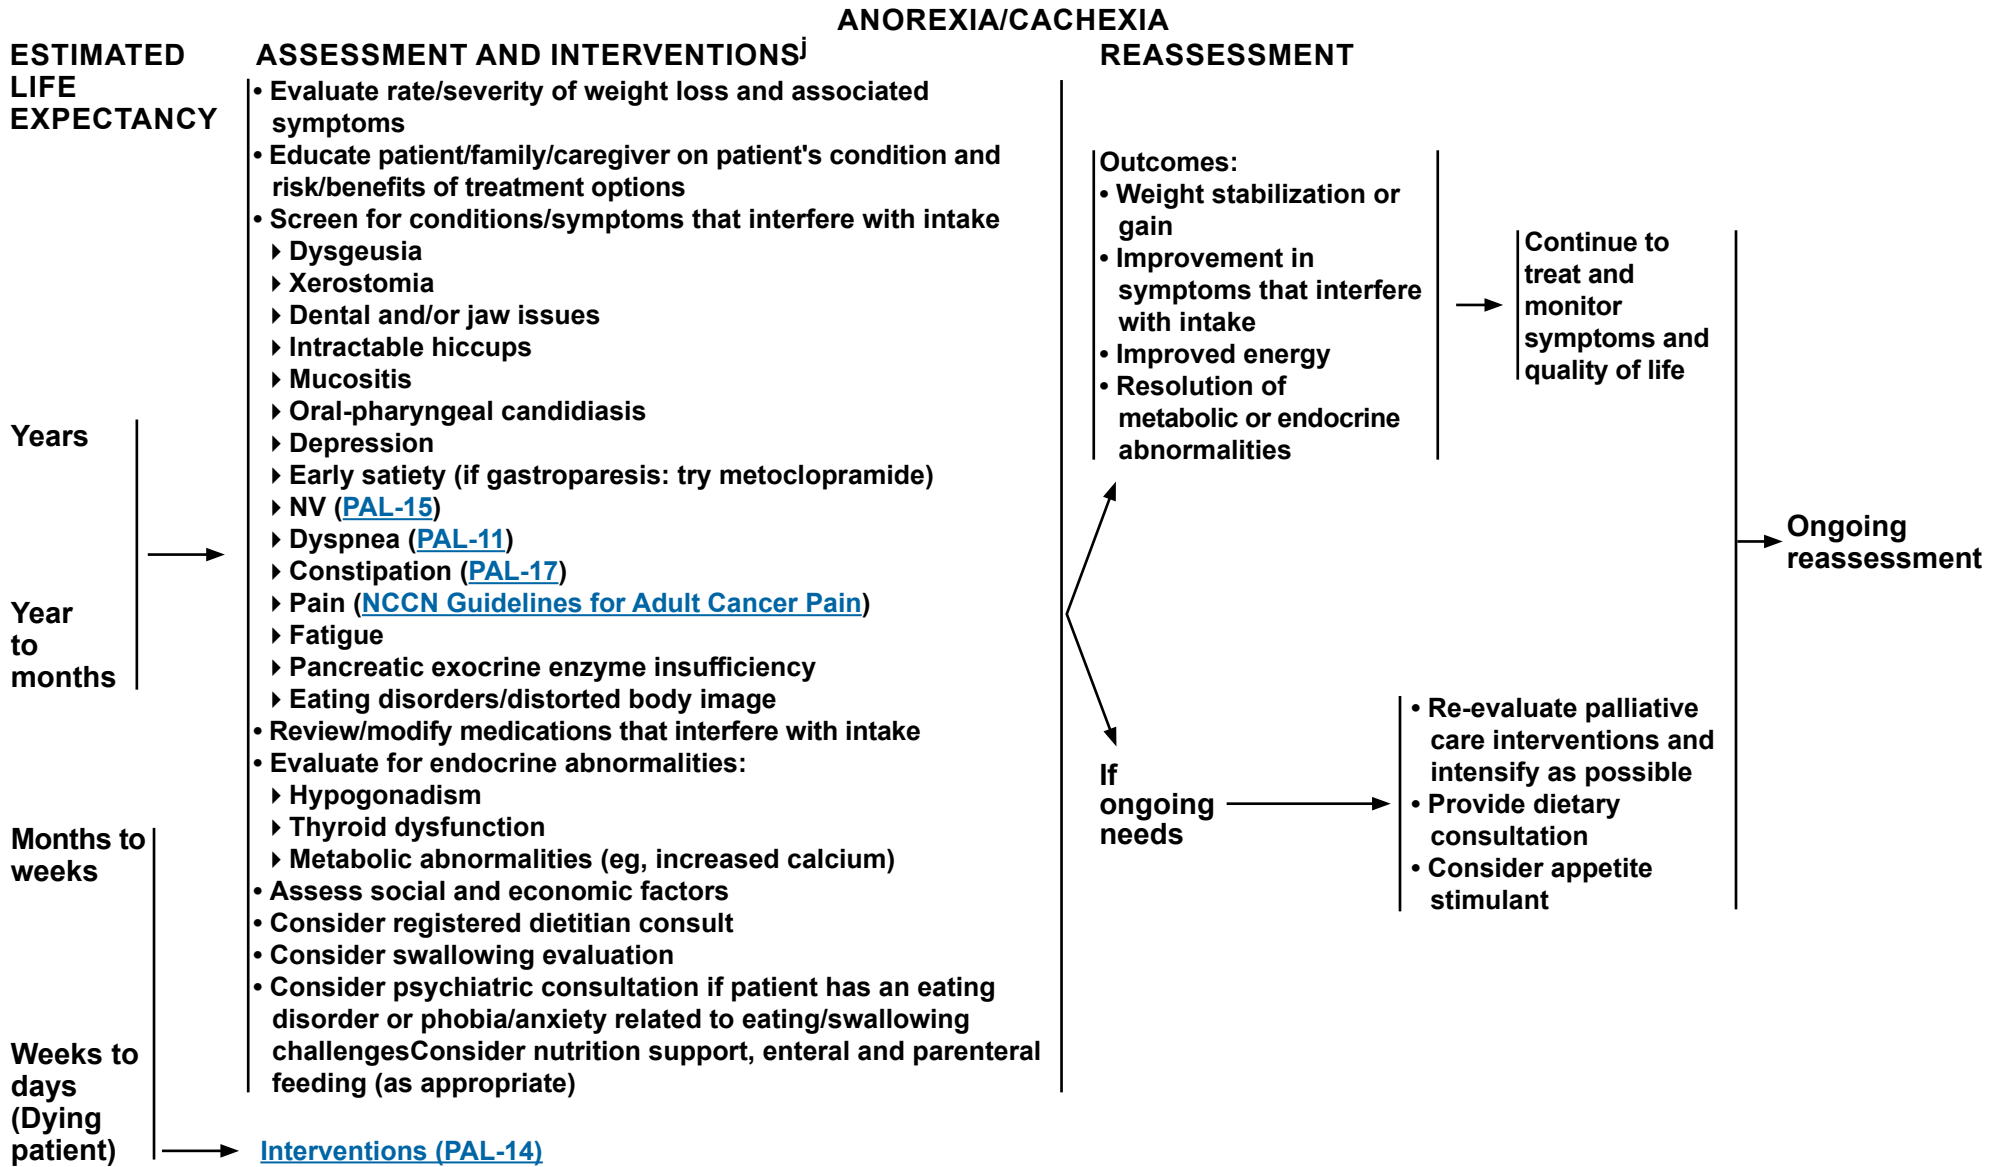 ANOREXIA/CACHEXIA
ESTIMATED
LIFE
EXPECTANCY
ASSESSMENT AND INTERVENTIONSj
REASSESSMENT
Years
Year
to
months
Months to
weeks
Weeks to
days
(Dying
patient)
• Evaluate rate/severity of weight loss and associated
symptoms
• Educate patient/family/caregiver on patient's condition and
risk/benefits of treatment options
• Screen for conditions/symptoms that interfere with intake
▸ Dysgeusia
▸ Xerostomia
▸ Dental and/or jaw issues
▸ Intractable hiccups
▸ Mucositis
▸ Oral-pharyngeal candidiasis
▸ Depression
▸ Early satiety (if gastroparesis: try metoclopramide)
▸ NV (PAL-15)
▸ Dyspnea (PAL-11)
▸ Constipation (PAL-17)
▸ Pain (NCCN Guidelines for Adult Cancer Pain)
▸ Fatigue
▸ Pancreatic exocrine enzyme insufficiency
▸ Eating disorders/distorted body image
• Review/modify medications that interfere with intake
• Evaluate for endocrine abnormalities:
▸ Hypogonadism
▸ Thyroid dysfunction
▸ Metabolic abnormalities (eg, increased calcium)
• Assess social and economic factors
• Consider registered dietitian consult
• Consider swallowing evaluation
• Consider psychiatric consultation if patient has an eating
disorder or phobia/anxiety related to eating/swallowing
challengesConsider nutrition support, enteral and parenteral
feeding (as appropriate)
Interventions (PAL-14)
Outcomes:
• Weight stabilization or
gain
• Improvement in
symptoms that interfere
with intake
• Improved energy
• Resolution of
metabolic or endocrine
abnormalities
Continue to
treat and
monitor
symptoms and
quality of life
If
ongoing
needs
• Re-evaluate palliative
care interventions and
intensify as possible
• Provide dietary
consultation
• Consider appetite
stimulant
Ongoing
reassessment